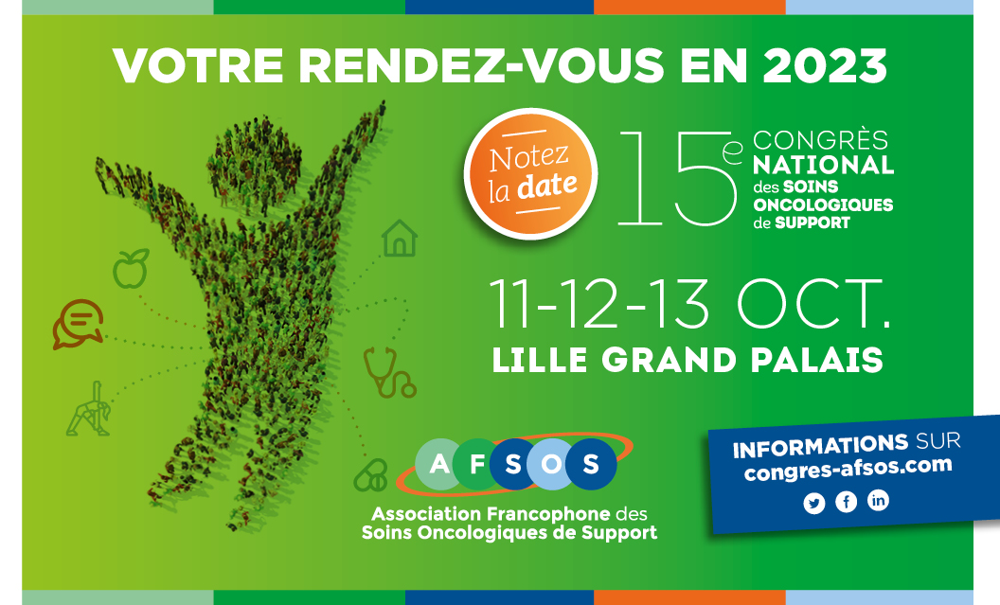 VOTRE RENDEZ-VOUS EN 2023
Notez
la date
15e
CONGRÈS
NATIONAL
des SOINS
ONCOLOGIQUES
de SUPPORT
11-12-13 OCT.
LILLE GRAND PALAIS
INFORMATIONS SUR
congres-afsos.com
AFSOS
Association Francophone des
Soins Oncologiques de Support